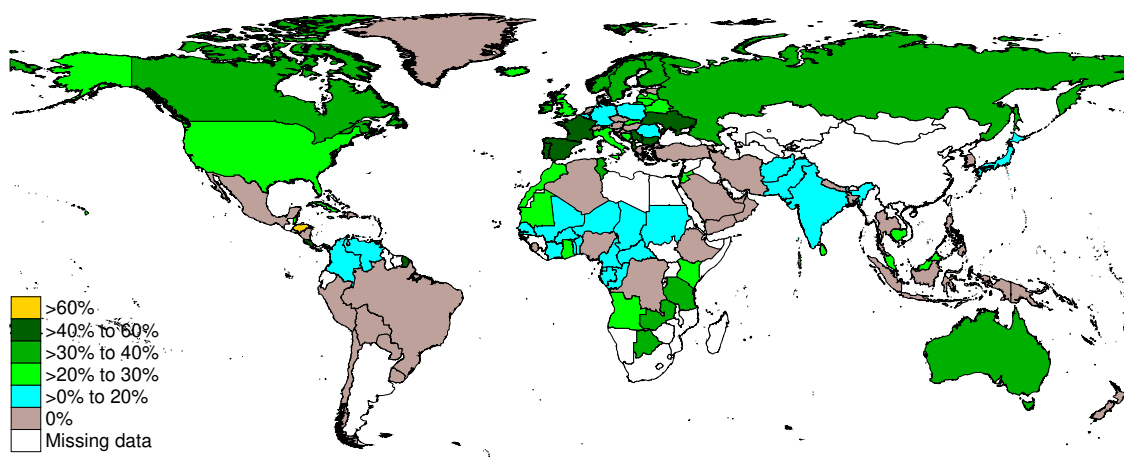 >60%
>40% to 60%
>30% to 40%
>20% to 30%
>0% to 20%
0%
Missing data